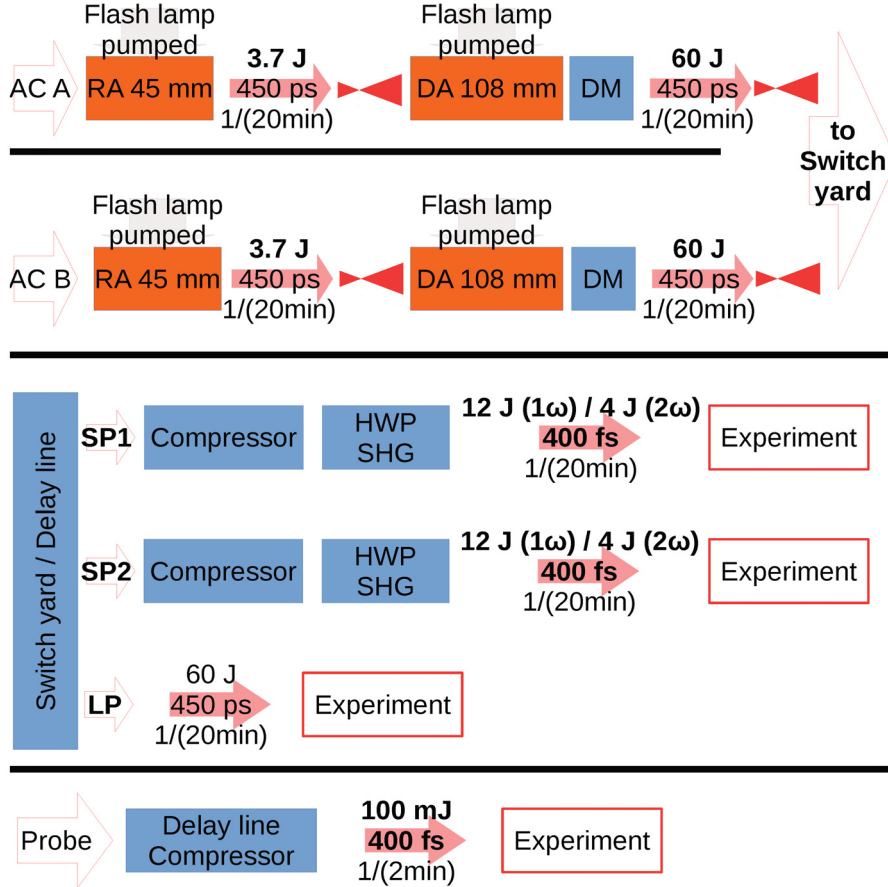 Flash lamp
pumped
Flash lamp
pumped
AC A
RA 45 mm
3.7 J
450 ps
1/(20min)
DA 108 mm
DM
60 J
450 ps
1/(20min)
to
Switch
yard
Flash lamp
pumped
Flash lamp
pumped
AC B
RA 45 mm
3.7 J
450 ps
1/(20min)
DA 108 mm
DM
60 J
450 ps
1/(20min)
Switch yard / Delay line
SP1
Compressor
HWP
SHG
12 J (1ω) / 4 J (2ω)
400 fs
1/(20min)
Experiment
SP2
Compressor
HWP
SHG
12 J (1ω) / 4 J (2ω)
400 fs
1/(20min)
Experiment
LP
60 J
450 ps
1/(20min)
Experiment
Probe
Delay line
Compressor
100 mJ
400 fs
1/(2min)
Experiment